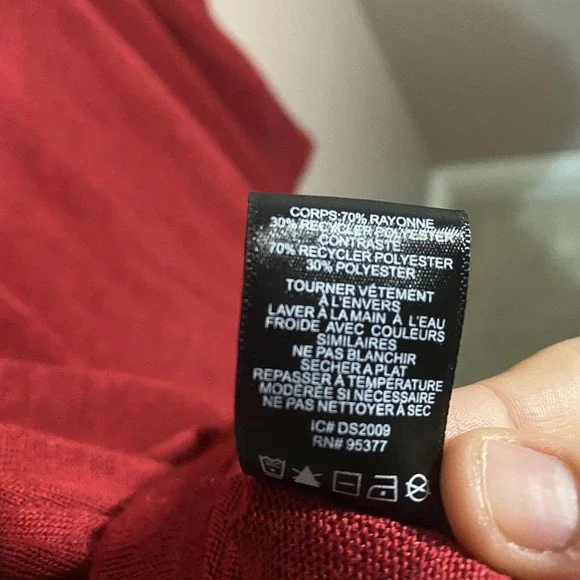 CORPS:70% RAYONNE
30% RECYCLER POLYESTER
CONTRASTE
70% RECYCLER POLYESTER
30% POLYESTER
TOURNER VÉTEMENT
À L'ENVERS
LAVER À LA MAIN À L'EAU
FROIDE AVEC COULEURS
SIMILAIRES
NE PAS BLANCHIR
SECHER A PLAT
REPASSER À TEMPÉRATURE
MODÉRÉE SI NÉCESSAIRE
NE PAS NETTOYER À SEC
IC# DS2009
RN# 95377